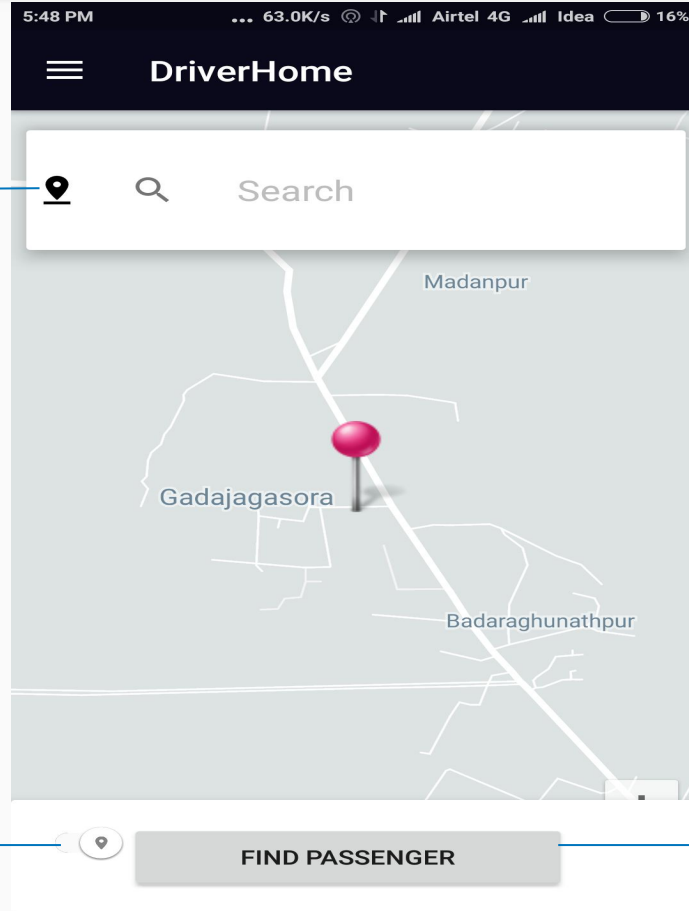 5:48 PM ... 63.0K/s Airtel 4G Idea 16%
DriverHome
Search
Madanpur
Gadajagasora
Badaraghunathpur
FIND PASSENGER